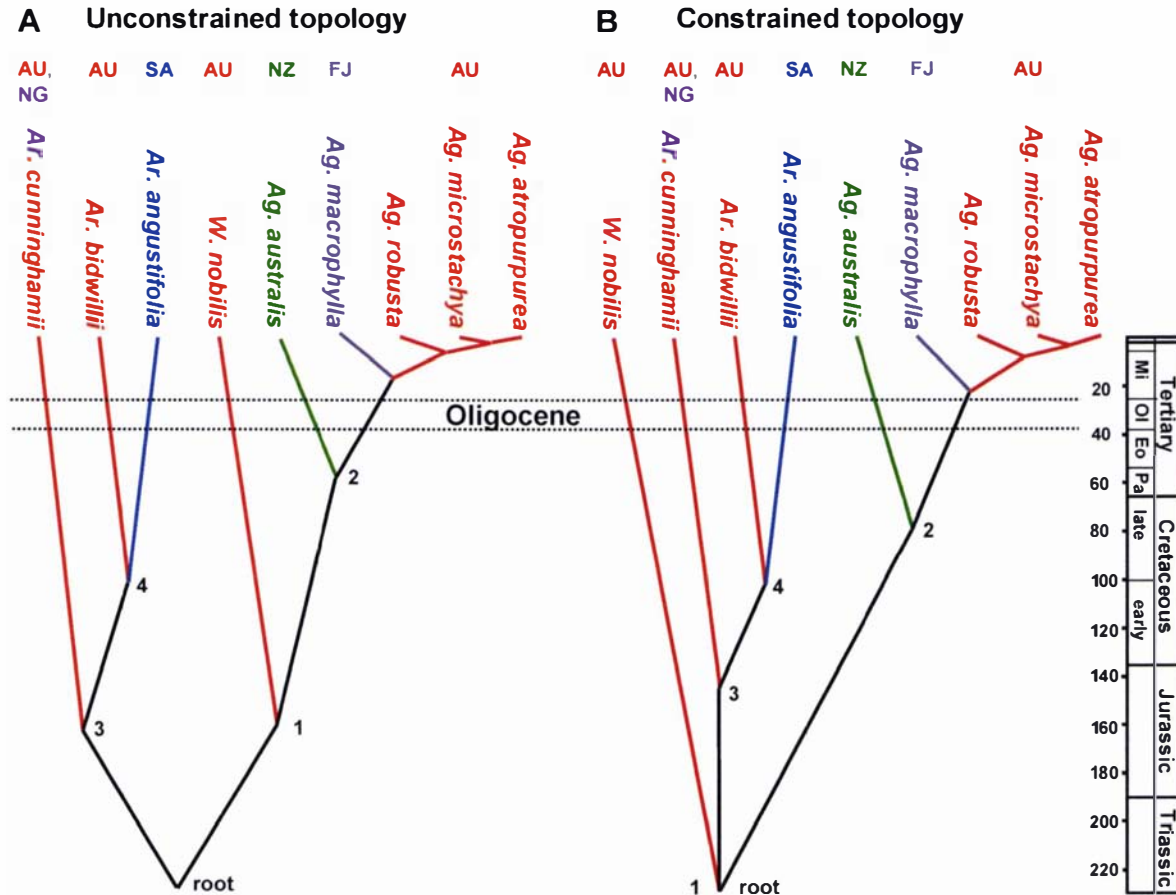 A Unconstrained topology
AU, NG
AU
SA
AU
NZ
FJ
AU
Ar. cunninghamii
Ar. bidwillii
Ar. angustifolia
W. nobilis
Ag. australis
Ag. macrophylla
Ag. robusta
Ag. microstachya
Ag. atropurpurea
Oligocene
2
4
3
1
root
B Constrained topology
AU
AU, NG
AU
SA
NZ
FJ
AU
W. nobilis
Ar. cunninghamii
Ar. bidwillii
Ar. angustifolia
Ag. australis
Ag. macrophylla
Ag. robusta
Ag. microstachya
Ag. atropurpurea
2
4
3
1 root
20
40
60
80
100
120
140
160
180
200
220
Mi
Ol
Eo
Pa
late
early
Tertiary
Cretaceous
Jurassic
Triassic